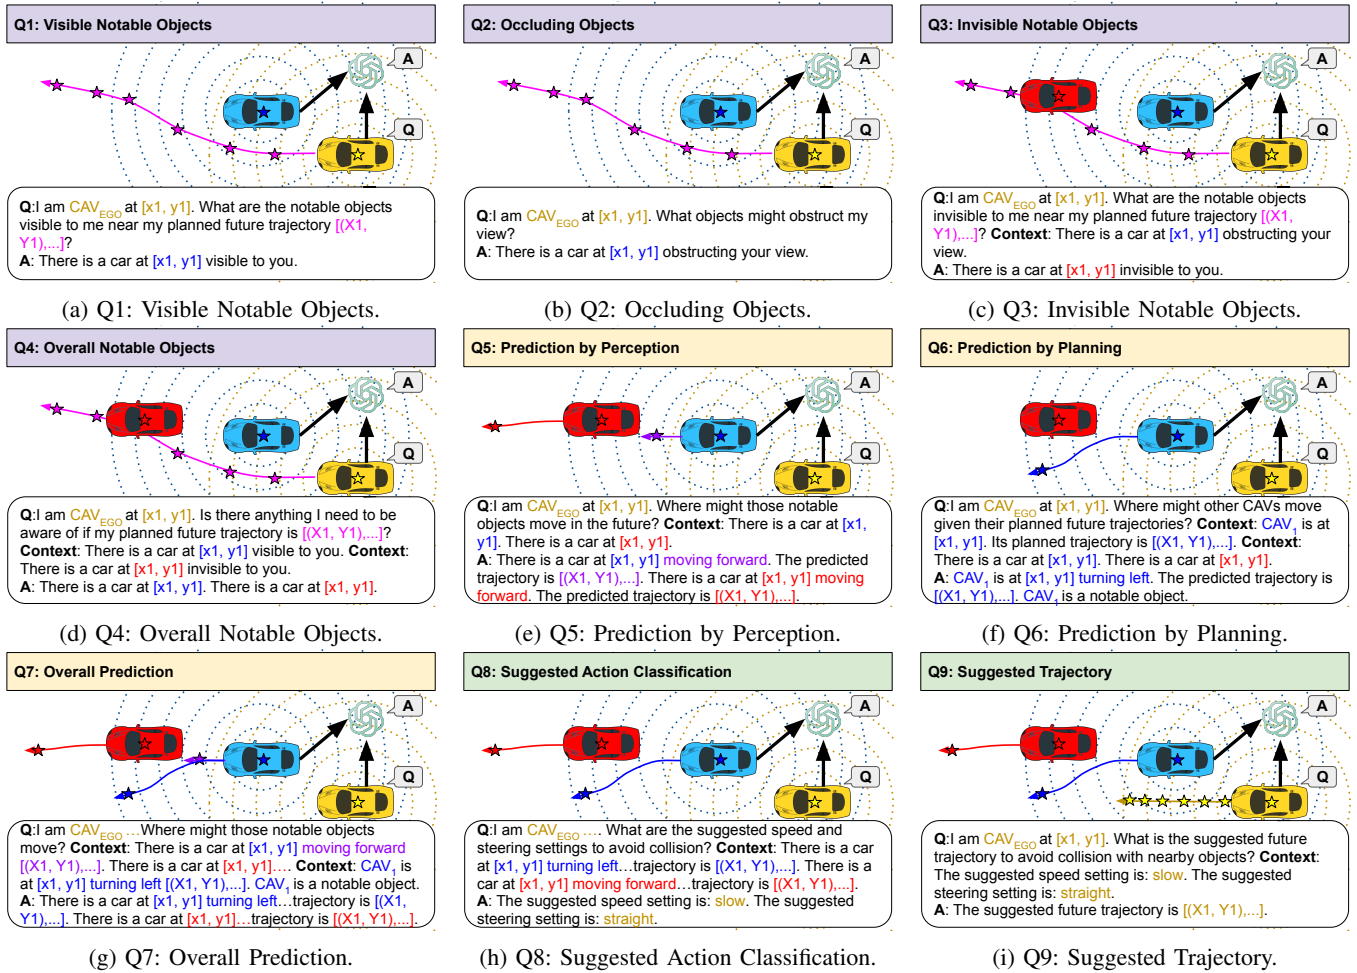 Q1: Visible Notable Objects
A
Q
Q:I am CAV_EGO at [x1, y1]. What are the notable objects
visible to me near my planned future trajectory [(X1,
Y1),...]?
A: There is a car at [x1, y1] visible to you.
(a) Q1: Visible Notable Objects.
Q2: Occluding Objects
A
Q
Q:I am CAV_EGO at [x1, y1]. What objects might obstruct my
view?
A: There is a car at [x1, y1] obstructing your view.
(b) Q2: Occluding Objects.
Q3: Invisible Notable Objects
A
Q
Q:I am CAV_EGO at [x1, y1]. What are the notable objects
invisible to me near my planned future trajectory [(X1,
Y1),...]? Context: There is a car at [x1, y1] obstructing your
view.
A: There is a car at [x1, y1] invisible to you.
(c) Q3: Invisible Notable Objects.
Q4: Overall Notable Objects
A
Q
Q:I am CAV_EGO at [x1, y1]. Is there anything I need to be
aware of if my planned future trajectory is [(X1, Y1),...]?
Context: There is a car at [x1, y1] visible to you. Context:
There is a car at [x1, y1] invisible to you.
A: There is a car at [x1, y1]. There is a car at [x1, y1].
(d) Q4: Overall Notable Objects.
Q5: Prediction by Perception
A
Q
Q:I am CAV_EGO at [x1, y1]. Where might those notable
objects move in the future? Context: There is a car at [x1,
y1]. There is a car at [x1, y1].
A: There is a car at [x1, y1] moving forward. The predicted
trajectory is [(X1, Y1),...]. There is a car at [x1, y1] moving
forward. The predicted trajectory is [(X1, Y1),...].
(e) Q5: Prediction by Perception.
Q6: Prediction by Planning
A
Q
Q:I am CAV_EGO at [x1, y1]. Where might other CAVs move
given their planned future trajectories? Context: CAV_1 is at
[x1, y1]. Its planned trajectory is [(X1, Y1),...]. Context:
There is a car at [x1, y1]. There is a car at [x1, y1].
A: CAV_1 is at [x1, y1] turning left. The predicted trajectory is
[(X1, Y1),...]. CAV_1 is a notable object.
(f) Q6: Prediction by Planning.
Q7: Overall Prediction
A
Q
Q:I am CAV_EGO ...Where might those notable objects
move? Context: There is a car at [x1, y1] moving forward
[(X1, Y1),...]. There is a car at [x1, y1].... Context: CAV_1 is
at [x1, y1] turning left [(X1, Y1),...]. CAV_1 is a notable object.
A: There is a car at [x1, y1] turning left...trajectory is [(X1,
Y1),...]. There is a car at [x1, y1]...trajectory is [(X1, Y1),...].
(g) Q7: Overall Prediction.
Q8: Suggested Action Classification
A
Q
Q:I am CAV_EGO .... What are the suggested speed and
steering settings to avoid collision? Context: There is a car
at [x1, y1] turning left...trajectory is [(X1, Y1),...]. There is a
car at [x1, y1] moving forward...trajectory is [(X1, Y1),...].
A: The suggested speed setting is: slow. The suggested
steering setting is: straight.
(h) Q8: Suggested Action Classification.
Q9: Suggested Trajectory
A
Q
Q:I am CAV_EGO at [x1, y1]. What is the suggested future
trajectory to avoid collision with nearby objects? Context:
The suggested speed setting is: slow. The suggested
steering setting is: straight.
A: The suggested future trajectory is [(X1, Y1),...].
(i) Q9: Suggested Trajectory.